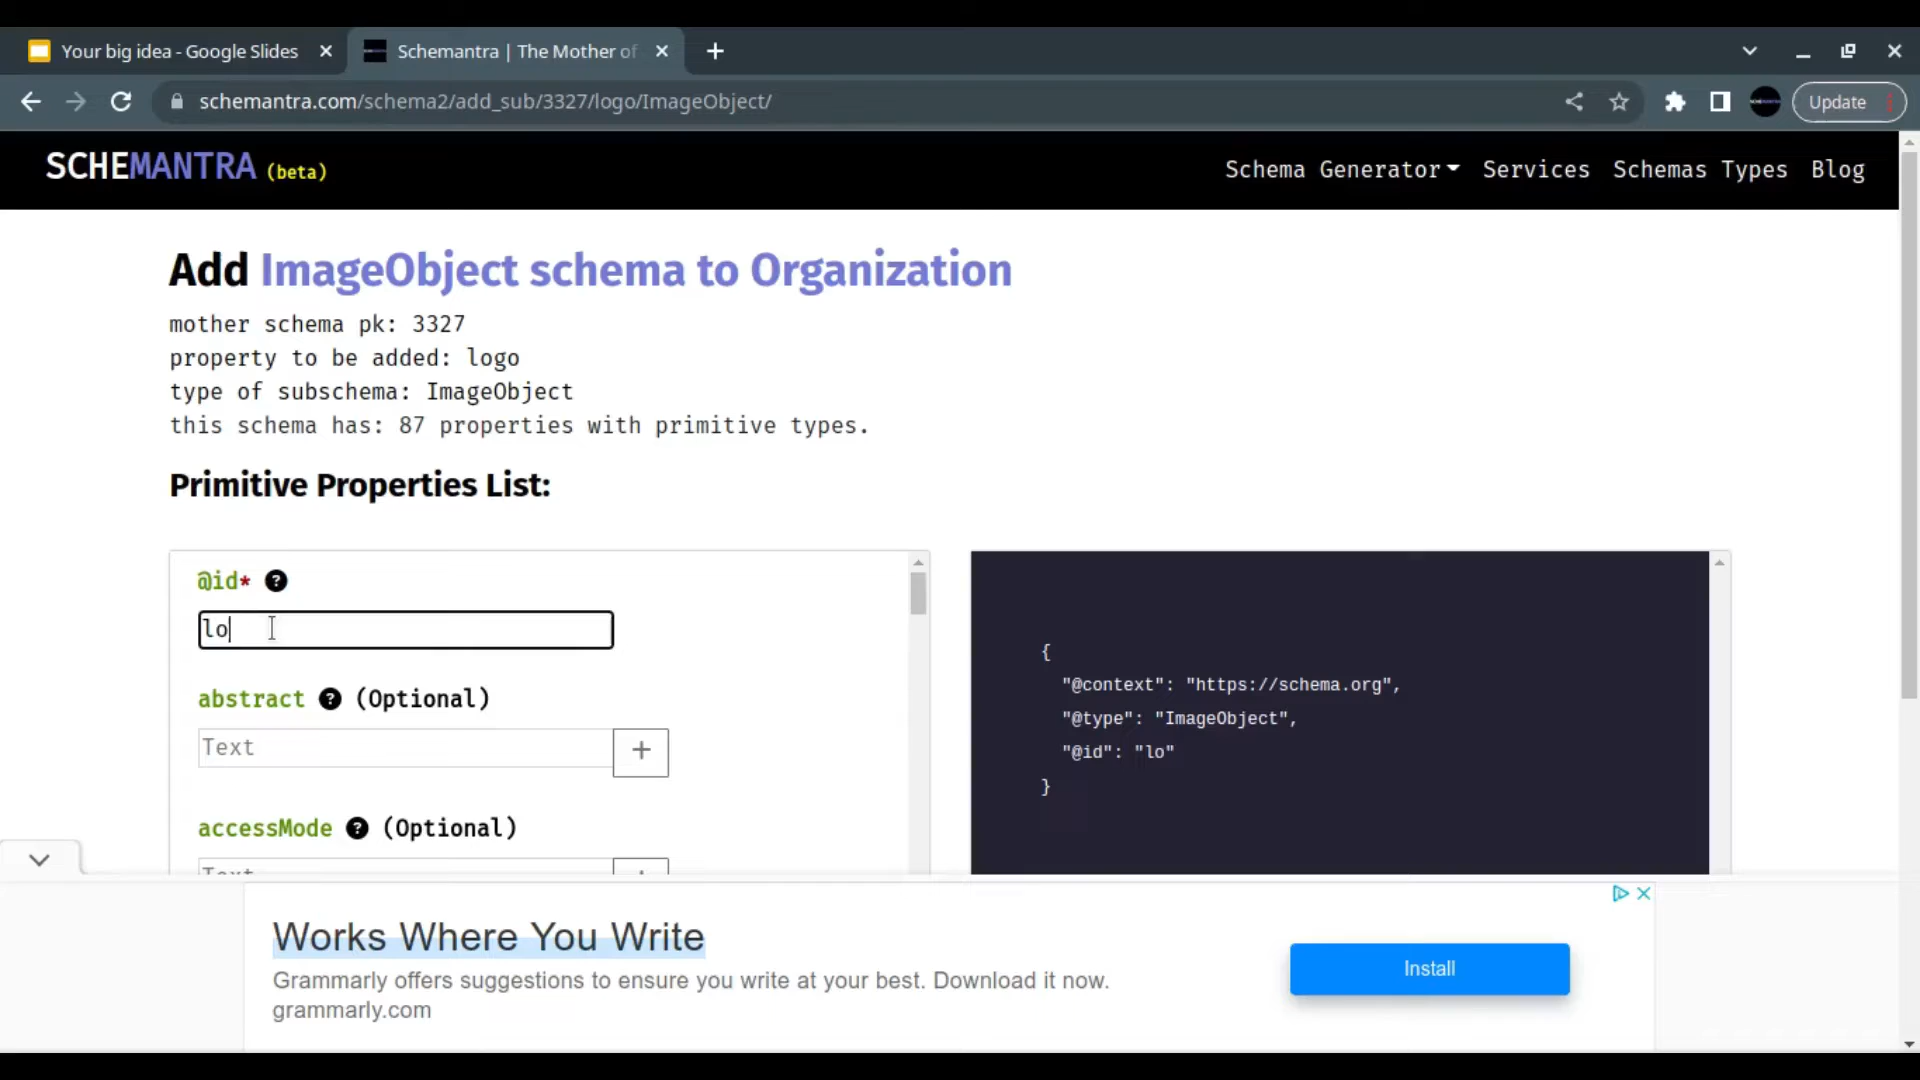 Your big idea - Google Slides
Schemantra | The Mother of
schemantra.com/schema2/add_sub/3327/logo/ImageObject/
Update
SCHEMANTRA (beta)
Schema Generator Services Schemas Types Blog
Add ImageObject schema to Organization
mother schema pk: 3327
property to be added: logo
type of subschema: ImageObject
this schema has: 87 properties with primitive types.
Primitive Properties List:
@id* ?
lo
abstract ? (Optional)
Text
+
accessMode ? (Optional)
Text
{
"@context": "https://schema.org",
"@type": "ImageObject",
"@id": "lo"
}
Works Where You Write
Grammarly offers suggestions to ensure you write at your best. Download it now.
grammarly.com
Install